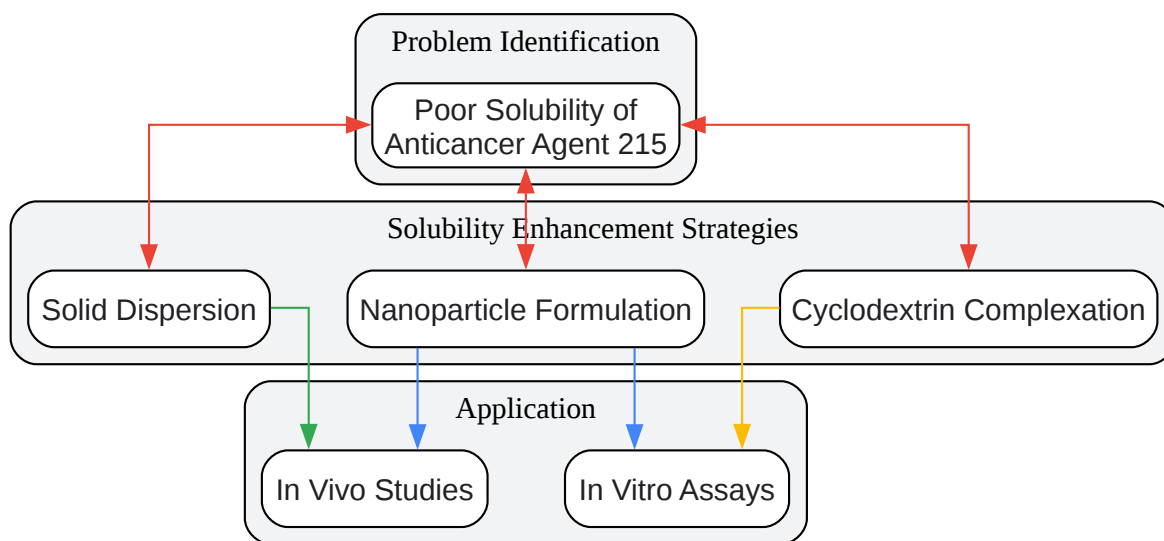 Problem Identification
Poor Solubility of
Anticancer Agent 215
Solubility Enhancement Strategies
Solid Dispersion
Nanoparticle Formulation
Cyclodextrin Complexation
Application
In Vivo Studies
In Vitro Assays